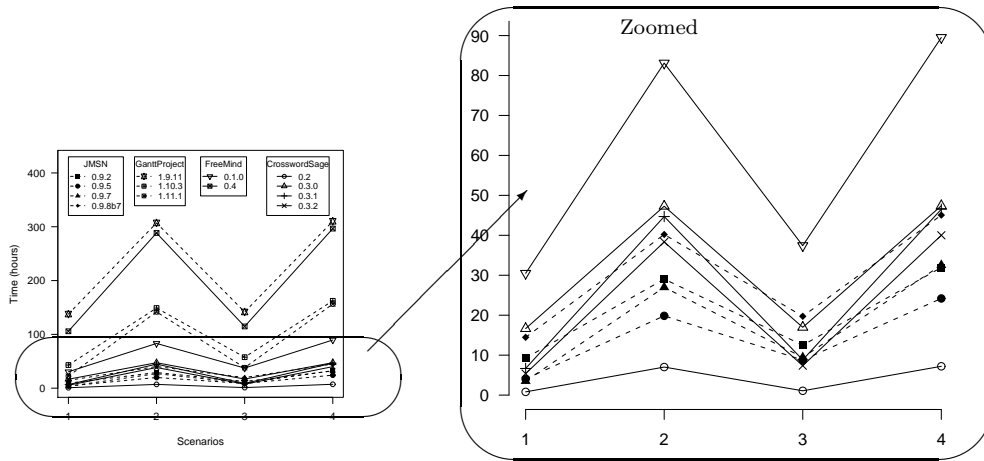 Zoomed
90
80
70
60
50
40
30
20
10
0
1 2 3 4
JMSN GanttProject FreeMind CrosswordSage
0.9.2 1.9.11 0.1.0 0.2
0.9.5 1.10.3 0.4 0.3.0
0.9.7 1.11.1 0.3.1
0.9.8b7 0.3.2
400
300
200
100
0
Time (hours)
1 2 3 4
Scenarios